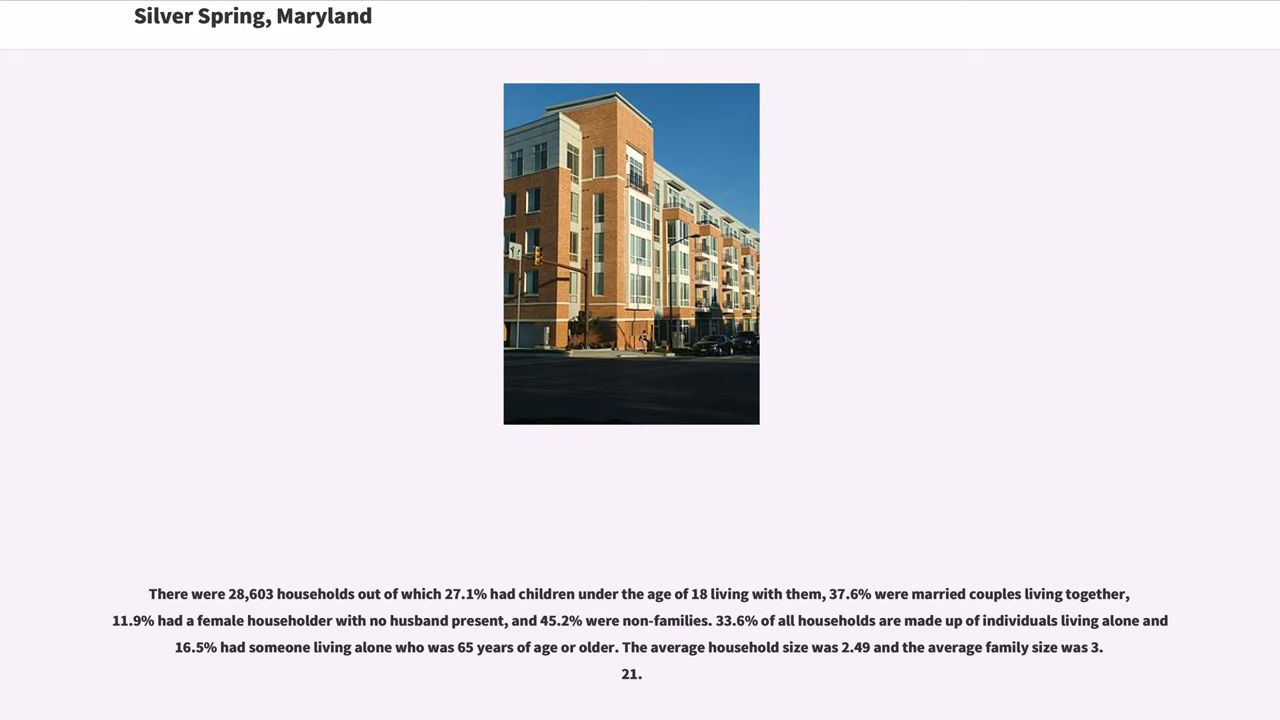 Silver Spring, Maryland
There were 28,603 households out of which 27.1% had children under the age of 18 living with them, 37.6% were married couples living together,
11.9% had a female householder with no husband present, and 45.2% were non-families. 33.6% of all households are made up of individuals living alone and
16.5% had someone living alone who was 65 years of age or older. The average household size was 2.49 and the average family size was 3.
21.